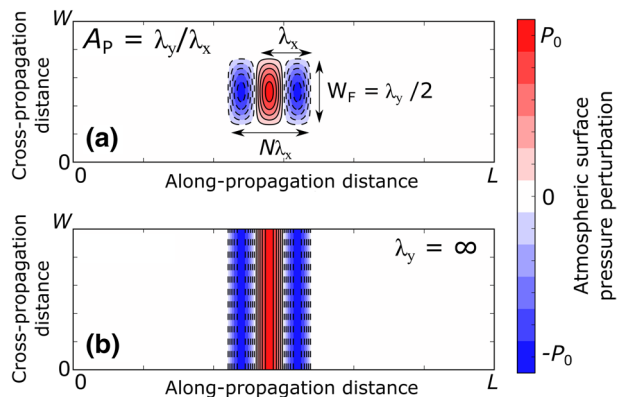 W
A_P = λ_y/λ_x
λ_x
W_F = λ_y /2
Nλ_x
(a)
Cross-propagation
distance
0
0
L
Along-propagation distance
W
λ_y = ∞
(b)
Cross-propagation
distance
0
0
L
Along-propagation distance
P_0
0
-P_0
Atmospheric surface
pressure perturbation